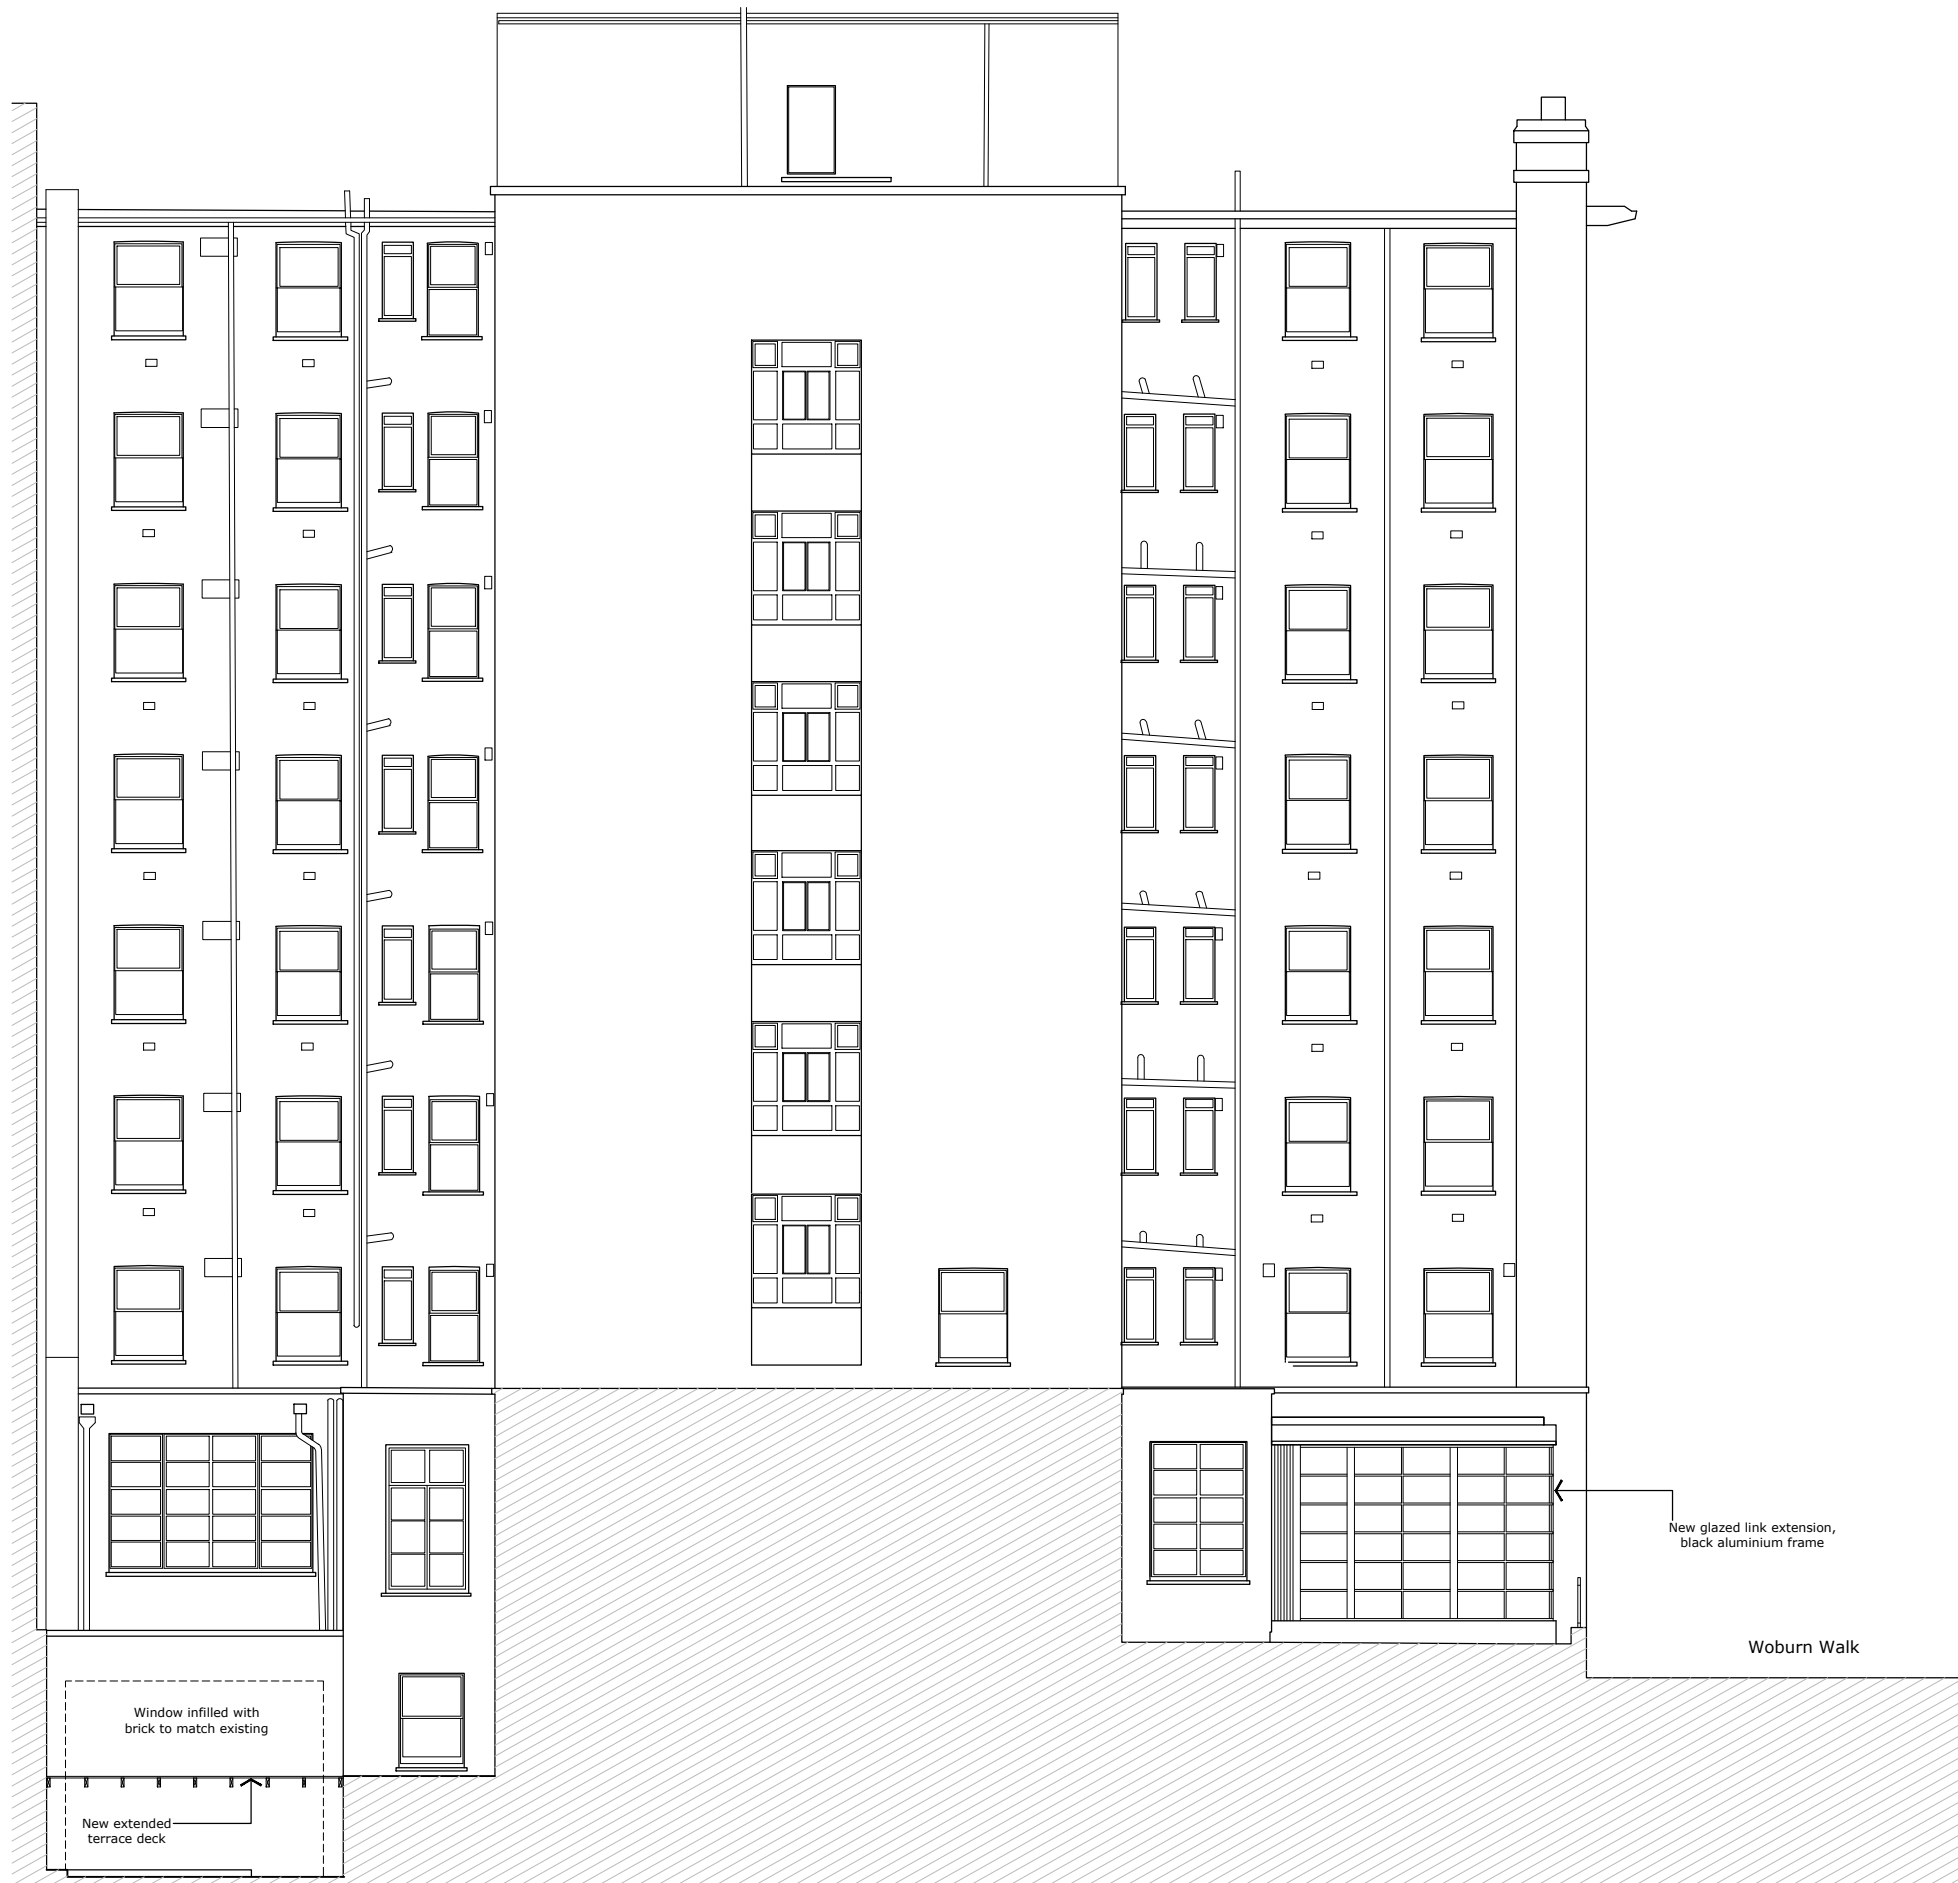 New glazed link extension,
black aluminium frame
Woburn Walk
Window infilled with
brick to match existing
New extended
terrace deck